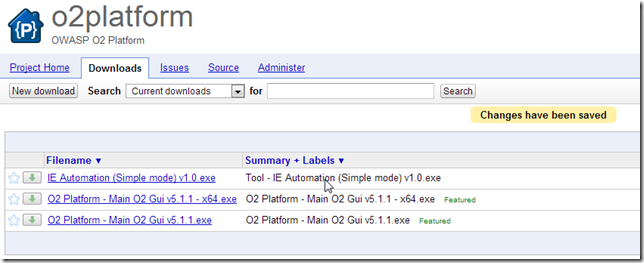 o2platform
OWASP O2 Platform
Project Home Downloads Issues Source Administer
New download Search Current downloads for Search
Changes have been saved
Filename ▼ Summary + Labels ▼
IE Automation (Simple mode) v1.0.exe Tool - IE Automation (Simple mode) v1.0.exe
O2 Platform - Main O2 Gui v5.1.1 - x64.exe O2 Platform - Main O2 Gui v5.1.1 - x64.exe Featured
O2 Platform - Main O2 Gui v5.1.1.exe O2 Platform - Main O2 Gui v5.1.1.exe Featured